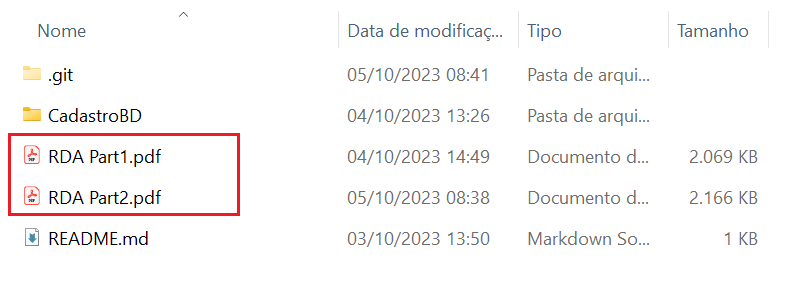 Nome Data de modificaç... Tipo Tamanho
.git 05/10/2023 08:41 Pasta de arqui...
CadastroBD 04/10/2023 13:26 Pasta de arqui...
RDA Part1.pdf 04/10/2023 14:49 Documento d... 2.069 KB
RDA Part2.pdf 05/10/2023 08:38 Documento d... 2.166 KB
README.md 03/10/2023 13:50 Markdown So... 1 KB